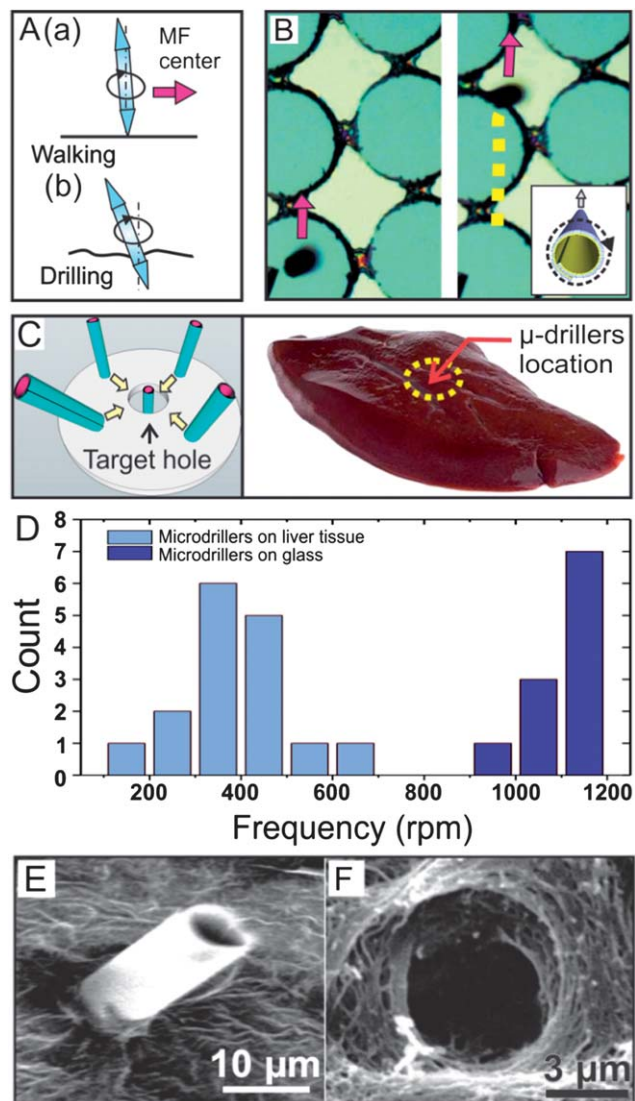 A(a)
MF
center
Walking
(b)
Drilling
B
C
Target hole
μ-drillers
location
D
8
7
6
5
4
3
2
1
0
Count
Microdrillers on liver tissue
Microdrillers on glass
200 400 600 800 1000 1200
Frequency (rpm)
E
10 μm
F
3 μm